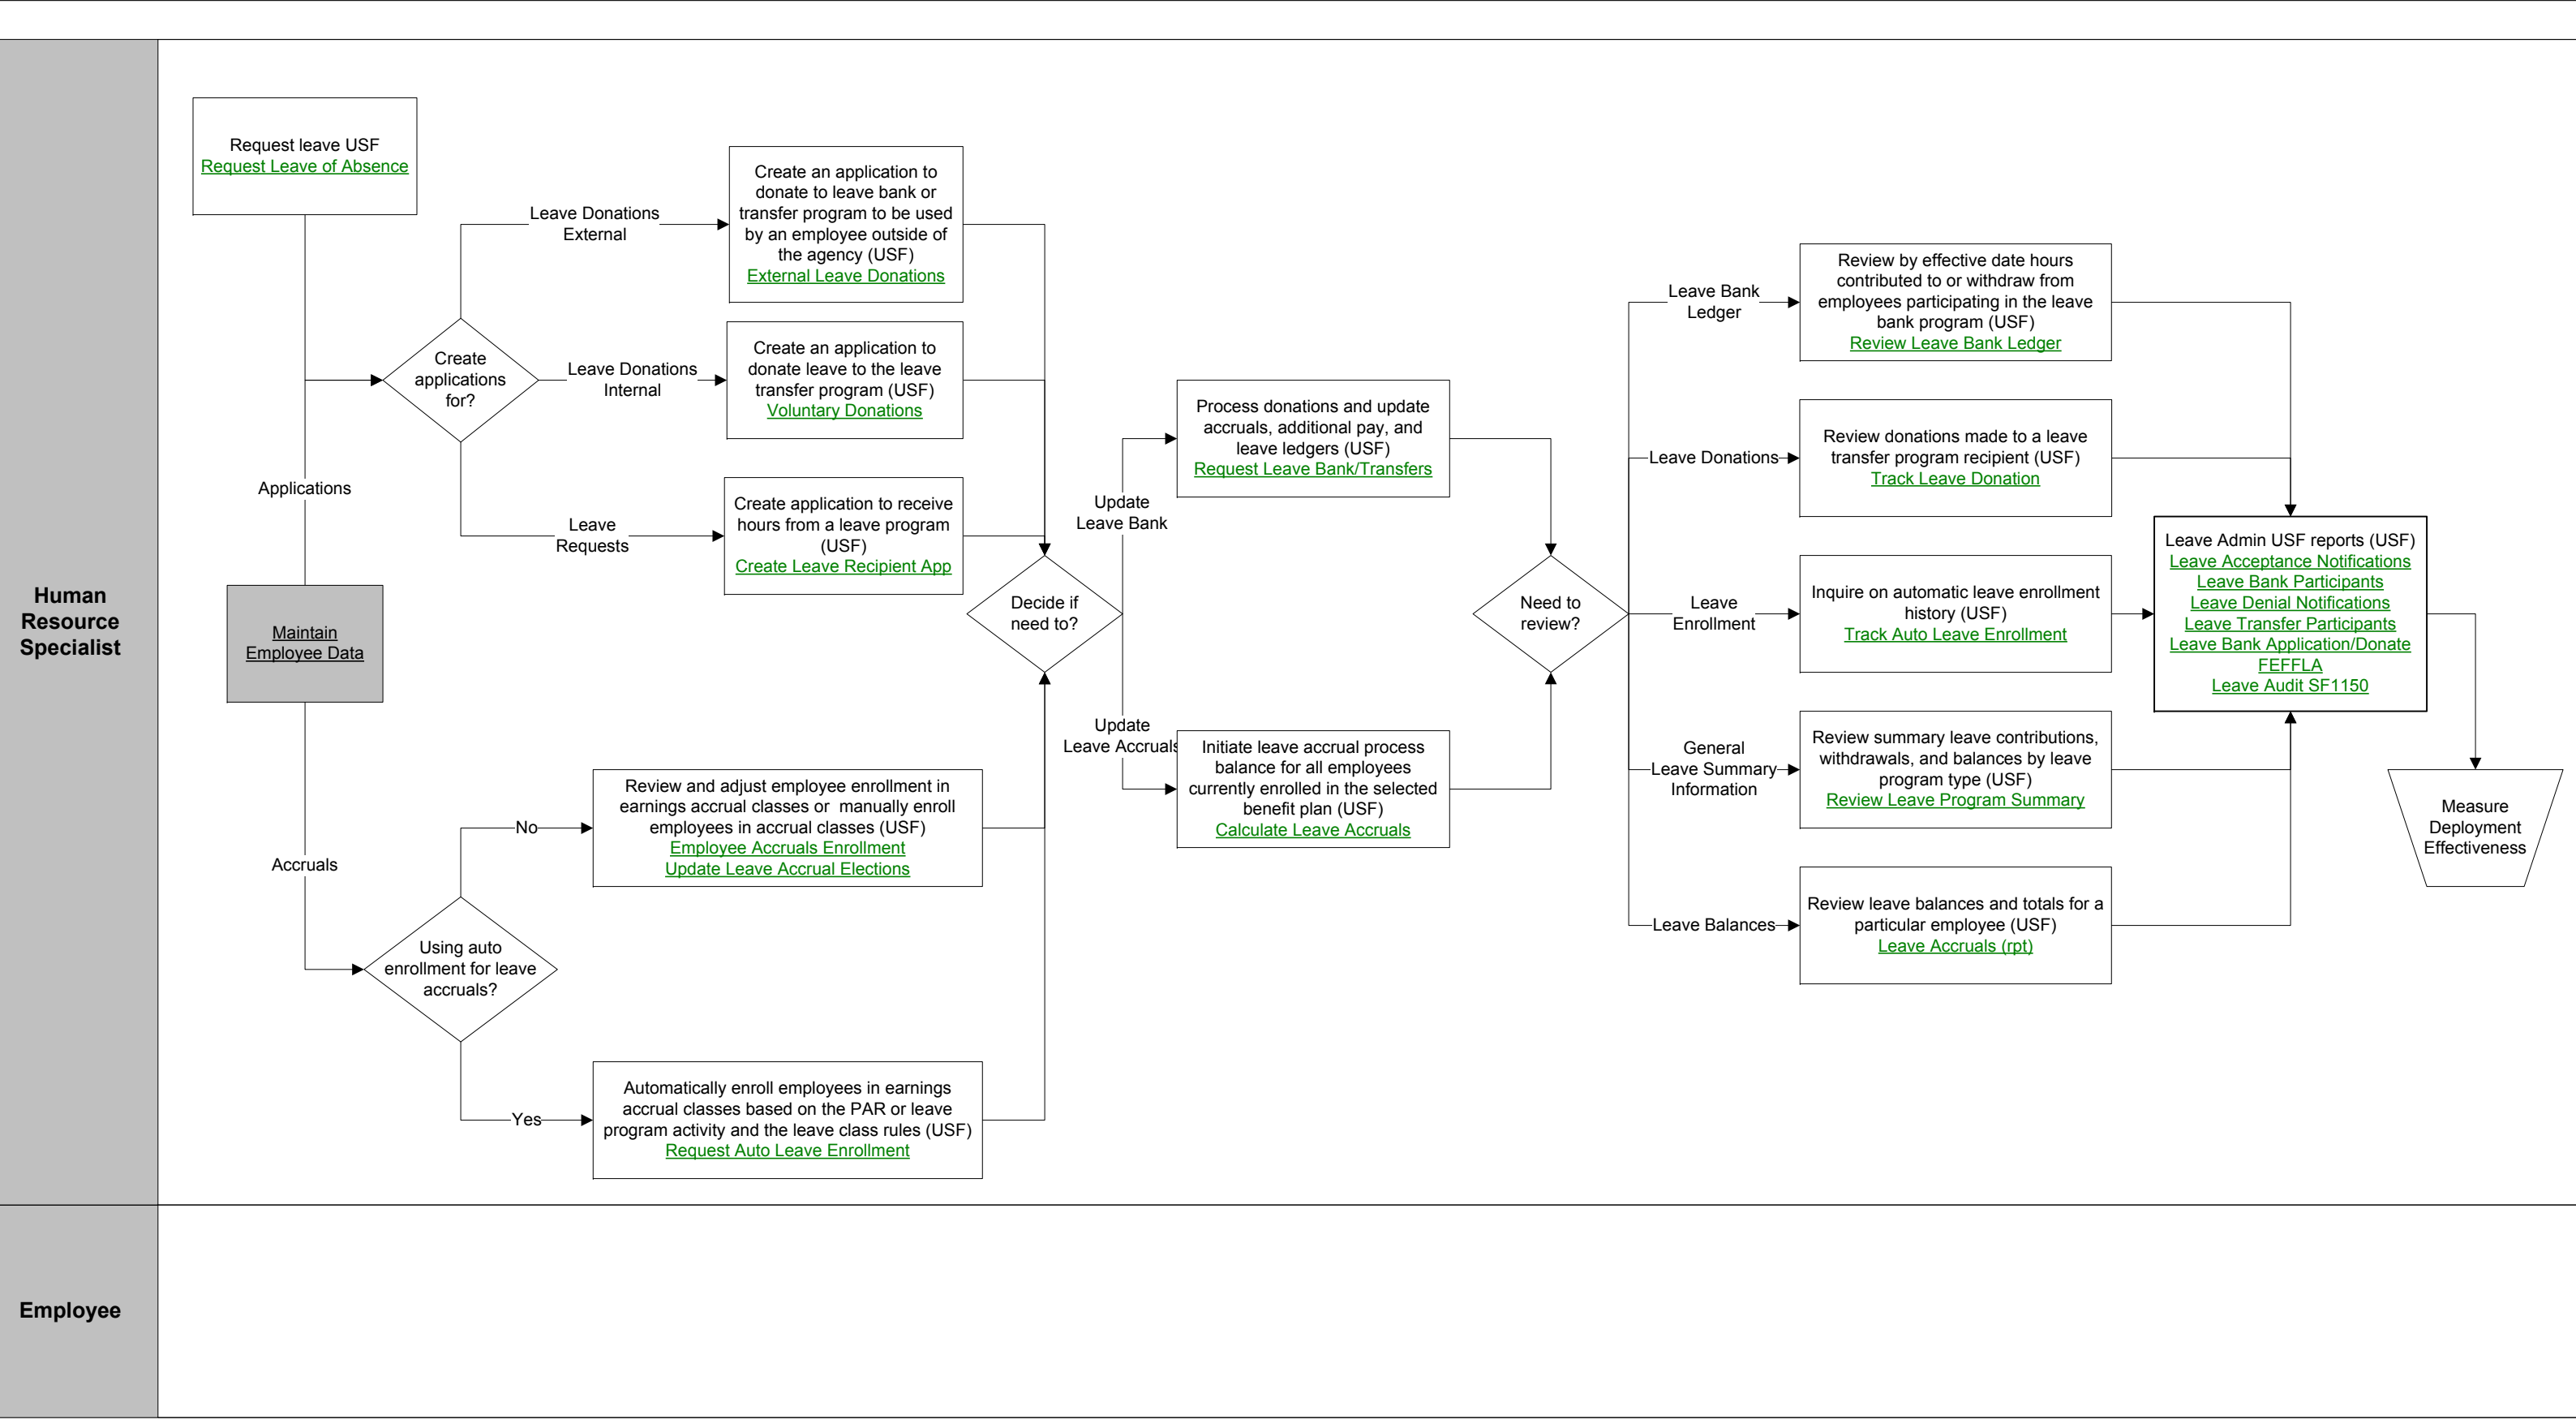 Human
Resource
Specialist
Request leave USF
Request Leave of Absence
Applications
Maintain
Employee Data
Accruals
Create
applications
for?
Leave Donations
External
Leave Donations
Internal
Leave
Requests
Create an application to
donate to leave bank or
transfer program to be used
by an employee outside of
the agency (USF)
External Leave Donations
Create an application to
donate leave to the leave
transfer program (USF)
Voluntary Donations
Create application to receive
hours from a leave program
(USF)
Create Leave Recipient App
Using auto
enrollment for leave
accruals?
No
Yes
Review and adjust employee enrollment in
earnings accrual classes or  manually enroll
employees in accrual classes (USF)
Employee Accruals Enrollment
Update Leave Accrual Elections
Automatically enroll employees in earnings
accrual classes based on the PAR or leave
program activity and the leave class rules (USF)
Request Auto Leave Enrollment
Decide if
need to?
Update
Leave Bank
Update
Leave Accruals
Process donations and update
accruals, additional pay, and
leave ledgers (USF)
Request Leave Bank/Transfers
Initiate leave accrual process
balance for all employees
currently enrolled in the selected
benefit plan (USF)
Calculate Leave Accruals
Need to
review?
Leave Bank
Ledger
Leave Donations
Leave
Enrollment
General
Leave Summary
Information
Leave Balances
Review by effective date hours
contributed to or withdraw from
employees participating in the leave
bank program (USF)
Review Leave Bank Ledger
Review donations made to a leave
transfer program recipient (USF)
Track Leave Donation
Inquire on automatic leave enrollment
history (USF)
Track Auto Leave Enrollment
Review summary leave contributions,
withdrawals, and balances by leave
program type (USF)
Review Leave Program Summary
Review leave balances and totals for a
particular employee (USF)
Leave Accruals (rpt)
Leave Admin USF reports (USF)
Leave Acceptance Notifications
Leave Bank Participants
Leave Denial Notifications
Leave Transfer Participants
Leave Bank Application/Donate
FEFFLA
Leave Audit SF1150
Measure
Deployment
Effectiveness
Employee